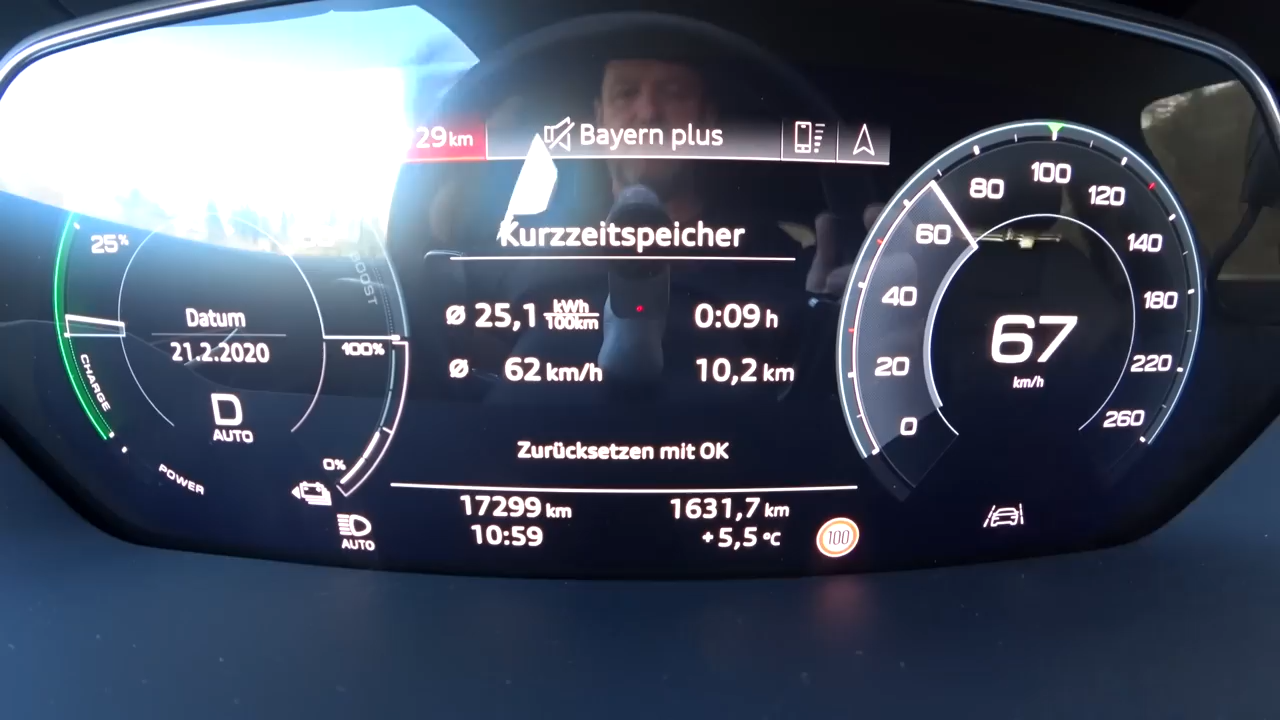 29 km
Bayern plus
Kurzzeitspeicher
Ø 25,1 kWh/100km 0:09 h
Ø 62 km/h 10,2 km
Zurücksetzen mit OK
17299 km 1631,7 km
10:59 +5,5 °C
100
25%
BOOST
100%
0%
CHARGE
POWER
Datum
21.2.2020
D
AUTO
AUTO
0
20
40
60
80
100
120
140
180
220
260
67
km/h